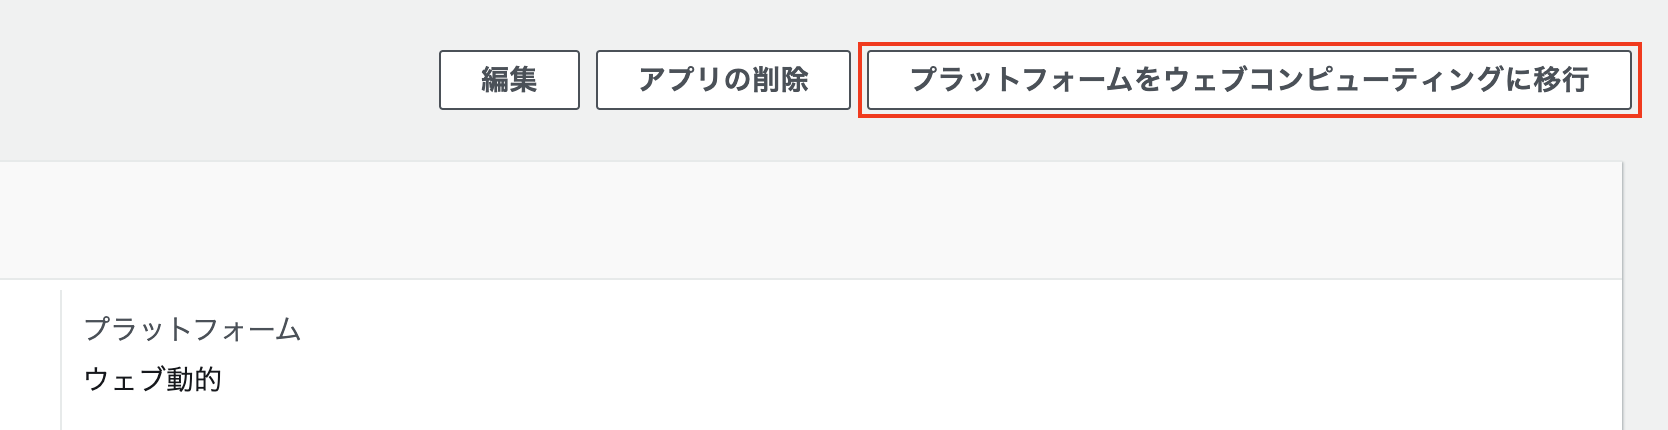 編集
アプリの削除
プラットフォームをウェブコンピューティングに移行
プラットフォーム
ウェブ動的